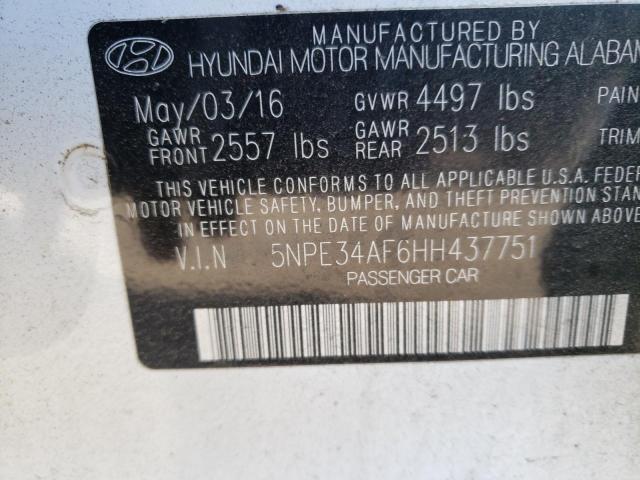 MANUFACTURED BY
HYUNDAI MOTOR MANUFACTURING ALABAM
May/03/16 GVWR 4497 lbs PAIN
GAWR FRONT 2557 lbs GAWR REAR 2513 lbs TRIM
THIS VEHICLE CONFORMS TO ALL APPLICABLE U.S.A. FEDER
MOTOR VEHICLE SAFETY, BUMPER, AND THEFT PREVENTION STAN
IN EFFECT ON THE DATE OF MANUFACTURE SHOWN ABOVE.
V.I.N 5NPE34AF6HH437751
PASSENGER CAR